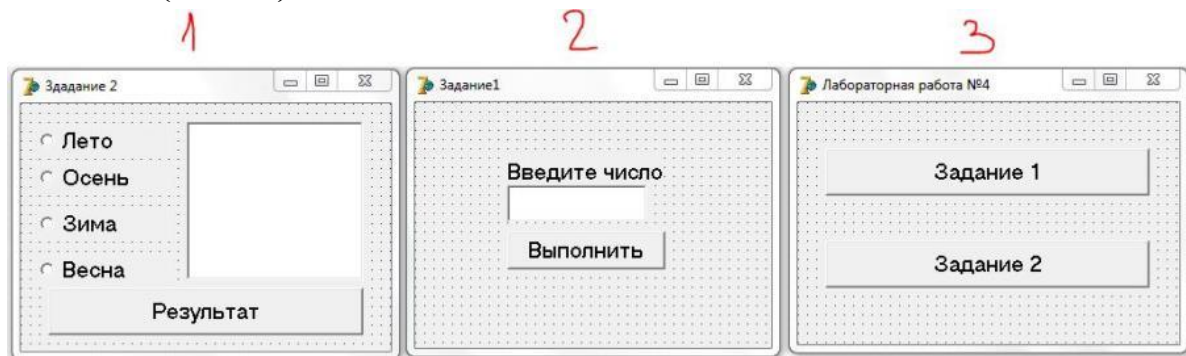 1
2
3
Здадание 2
Лето
Осень
Зима
Весна
Результат
Задание1
Введите число
Выполнить
Лабораторная работа №4
Задание 1
Задание 2